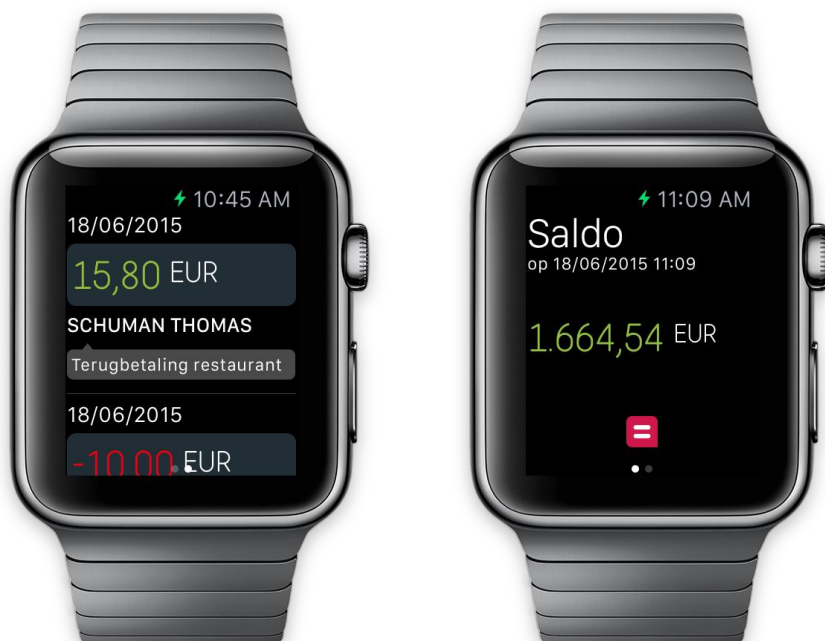 10:45 AM
18/06/2015
15,80 EUR
SCHUMAN THOMAS
Terugbetaling restaurant
18/06/2015
-10,00 EUR
11:09 AM
Saldo
op 18/06/2015 11:09
1.664,54 EUR